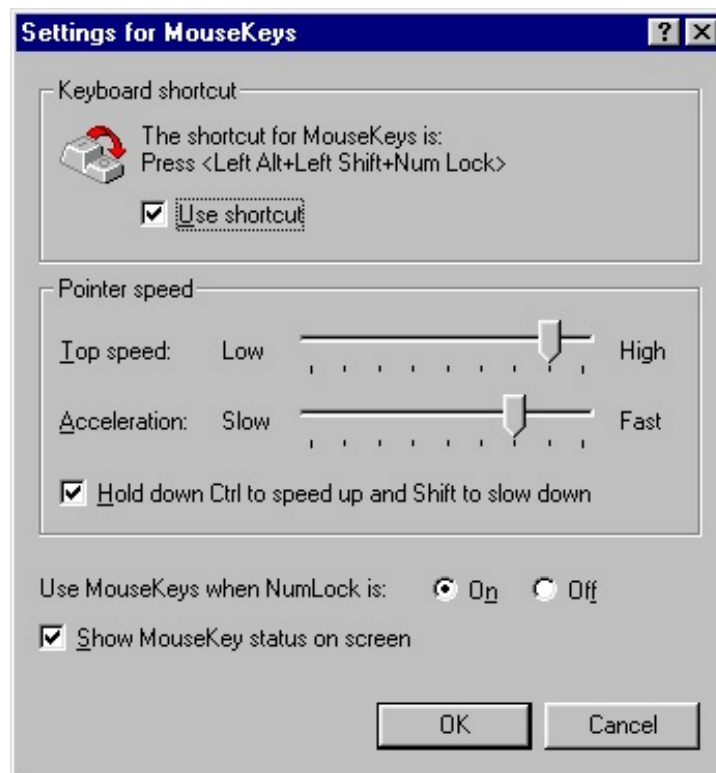 Settings for MouseKeys
Keyboard shortcut
The shortcut for MouseKeys is:
Press <Left Alt+Left Shift+Num Lock>
Use shortcut
Pointer speed
Top speed: Low High
Acceleration: Slow Fast
Hold down Ctrl to speed up and Shift to slow down
Use MouseKeys when NumLock is: On Off
Show MouseKey status on screen
OK Cancel